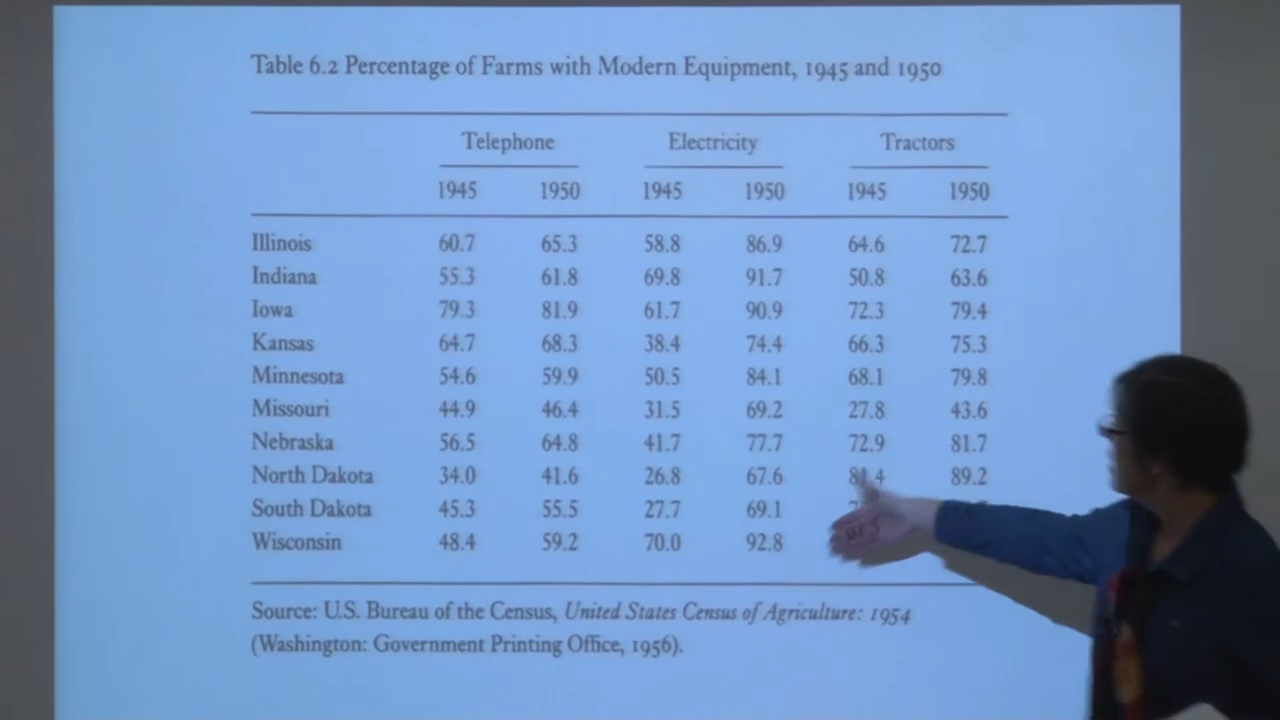 Table 6.2 Percentage of Farms with Modern Equipment, 1945 and 1950
Telephone Electricity Tractors
1945 1950 1945 1950 1945 1950
Illinois 60.7 65.3 58.8 86.9 64.6 72.7
Indiana 55.3 61.8 69.8 91.7 50.8 63.6
Iowa 79.3 81.9 61.7 90.9 72.3 79.4
Kansas 64.7 68.3 38.4 74.4 66.3 75.3
Minnesota 54.6 59.9 50.5 84.1 68.1 79.8
Missouri 44.9 46.4 31.5 69.2 27.8 43.6
Nebraska 56.5 64.8 41.7 77.7 72.9 81.7
North Dakota 34.0 41.6 26.8 67.6 81.4 89.2
South Dakota 45.3 55.5 27.7 69.1
Wisconsin 48.4 59.2 70.0 92.8
Source: U.S. Bureau of the Census, United States Census of Agriculture: 1954
(Washington: Government Printing Office, 1956).